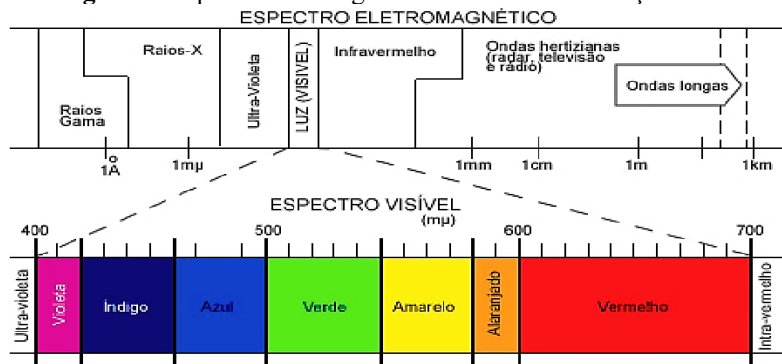 ESPECTRO ELETROMAGNÉTICO
Raios Gama
Raios-X
Ultra-Violeta
LUZ (VISIVEL)
Infravermelho
Ondas hertizianas
(radar, televisão
e rádio)
Ondas longas
1Å
1mµ
1mm
1cm
1m
1km
ESPECTRO VISÍVEL
(mµ)
400
500
600
700
Ultra-violeta
Violeta
Índigo
Azul
Verde
Amarelo
Alaranjado
Vermelho
Intra-vermelho